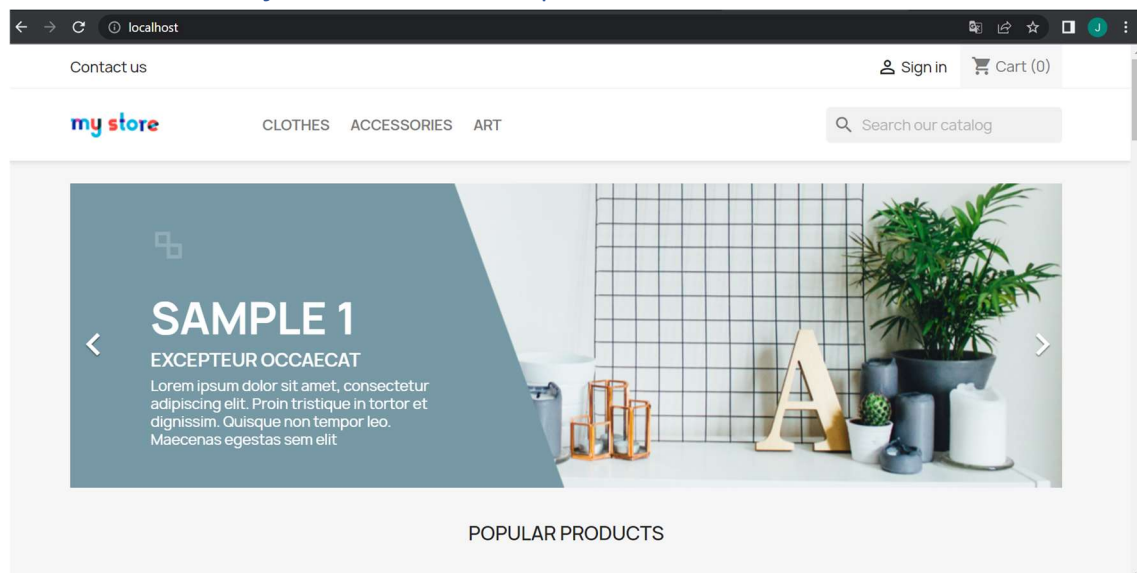 localhost
J
Contact us
Sign in
Cart (0)
my store
CLOTHES
ACCESSORIES
ART
Search our catalog
SAMPLE 1
EXCEPTEUR OCCAECAT
Lorem ipsum dolor sit amet, consectetur
adipiscing elit. Proin tristique in tortor et
dignissim. Quisque non tempor leo.
Maecenas egestas sem elit
A
POPULAR PRODUCTS